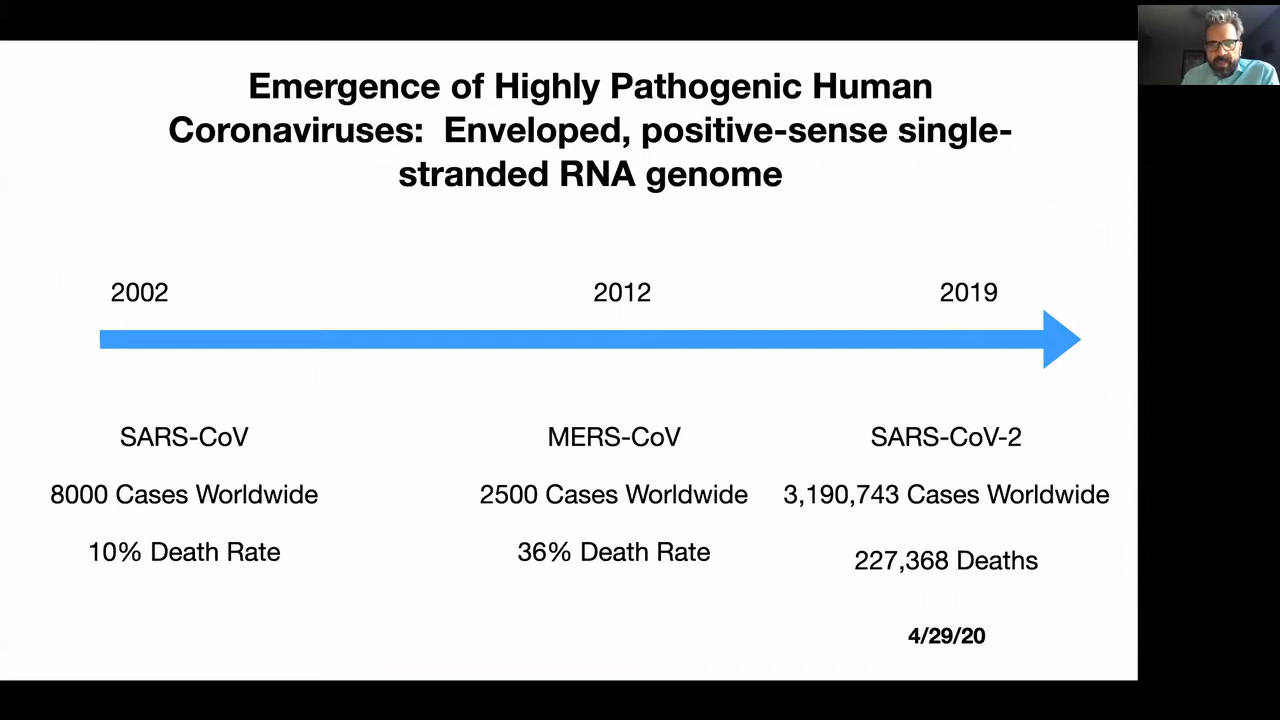 Emergence of Highly Pathogenic Human
Coronaviruses:  Enveloped, positive-sense single-
stranded RNA genome
2002
2012
2019
SARS-CoV
MERS-CoV
SARS-CoV-2
8000 Cases Worldwide
2500 Cases Worldwide
3,190,743 Cases Worldwide
10% Death Rate
36% Death Rate
227,368 Deaths
4/29/20